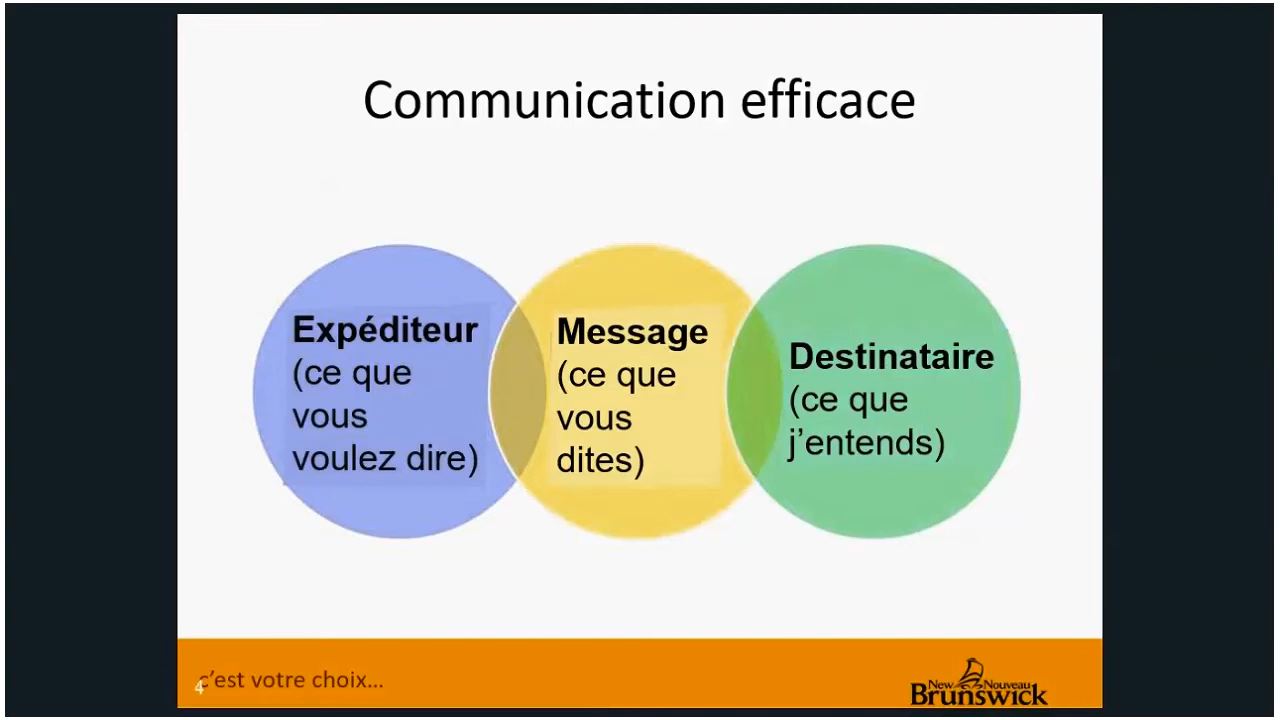 Communication efficace
Expéditeur
(ce que
vous
voulez dire)
Message
(ce que
vous
dites)
Destinataire
(ce que
j’entends)
4
c’est votre choix...
New Nouveau
Brunswick